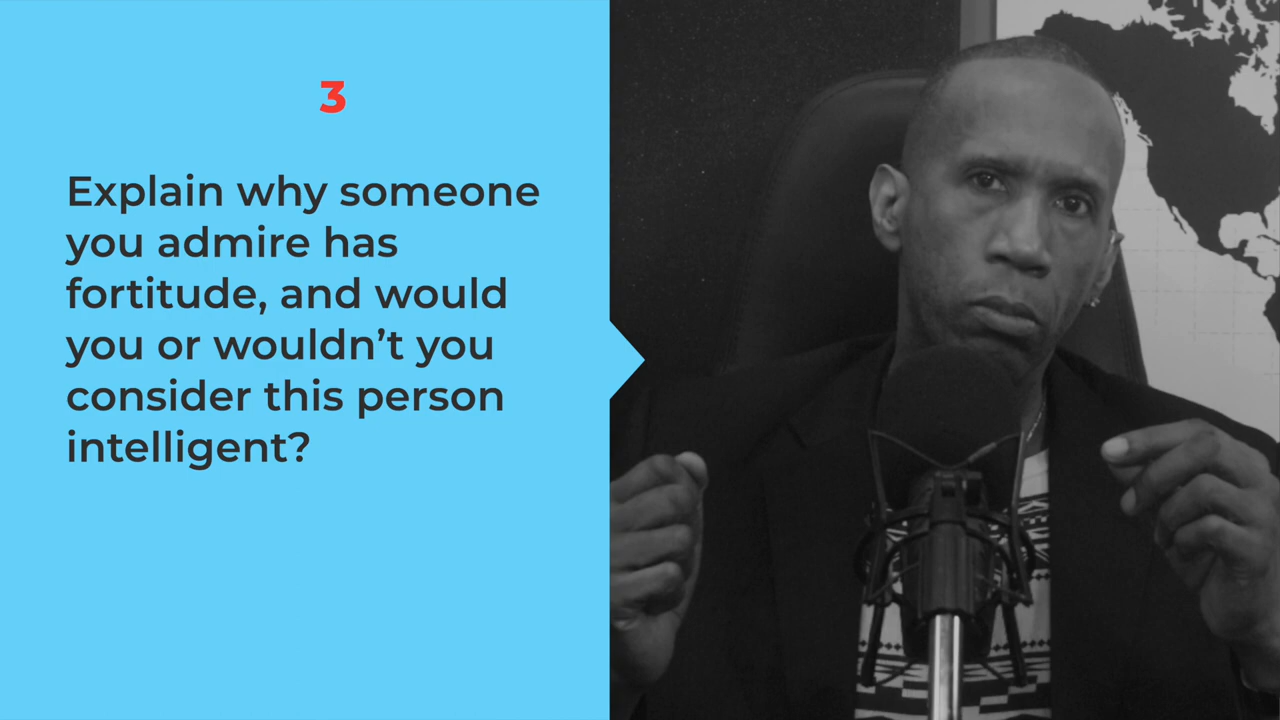 3
Explain why someone
you admire has
fortitude, and would
you or wouldn’t you
consider this person
intelligent?